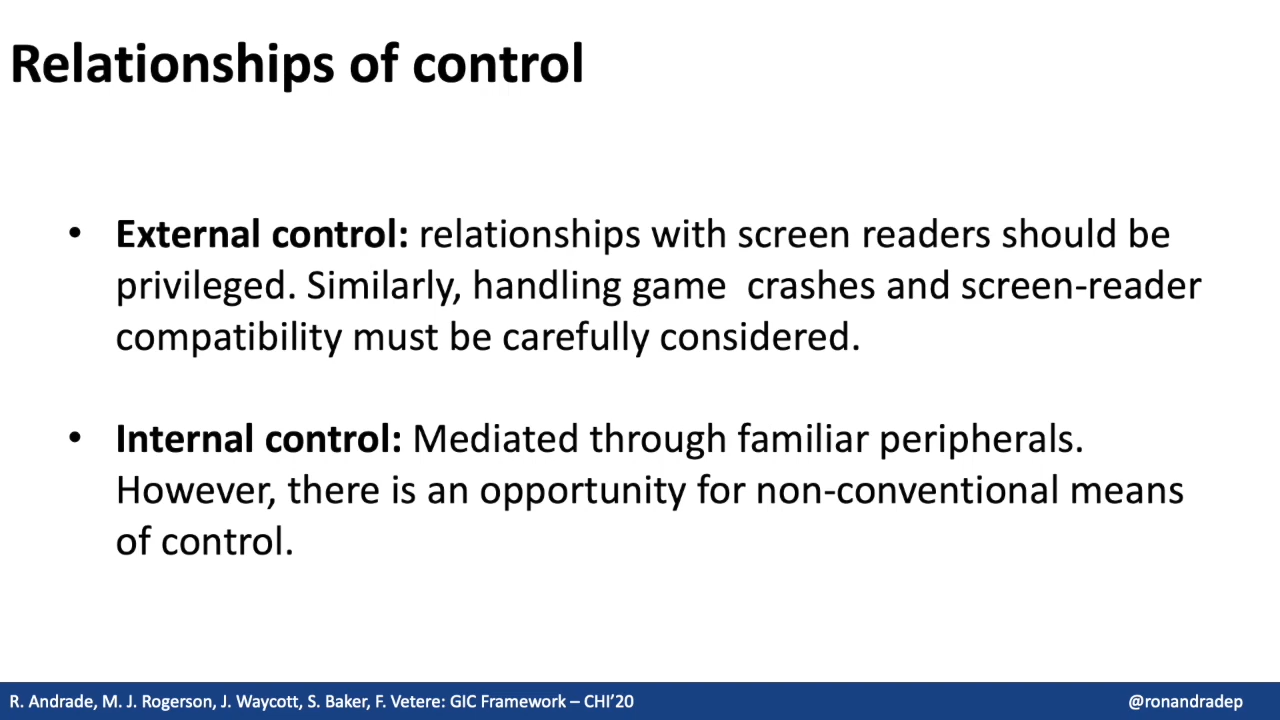 Relationships of control
• External control: relationships with screen readers should be
privileged. Similarly, handling game  crashes and screen-reader
compatibility must be carefully considered.
• Internal control: Mediated through familiar peripherals.
However, there is an opportunity for non-conventional means
of control.
R. Andrade, M. J. Rogerson, J. Waycott, S. Baker, F. Vetere: GIC Framework – CHI’20
@ronandradep